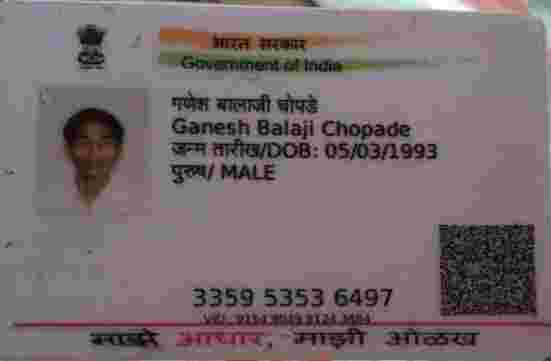 भारत सरकार
Government of India
गणेश बालाजी चोपडे
Ganesh Balaji Chopade
जन्म तारीख/DOB: 05/03/1993
पुरुष/ MALE
3359 5353 6497
VID :
माझे आधार, माझी ओळख